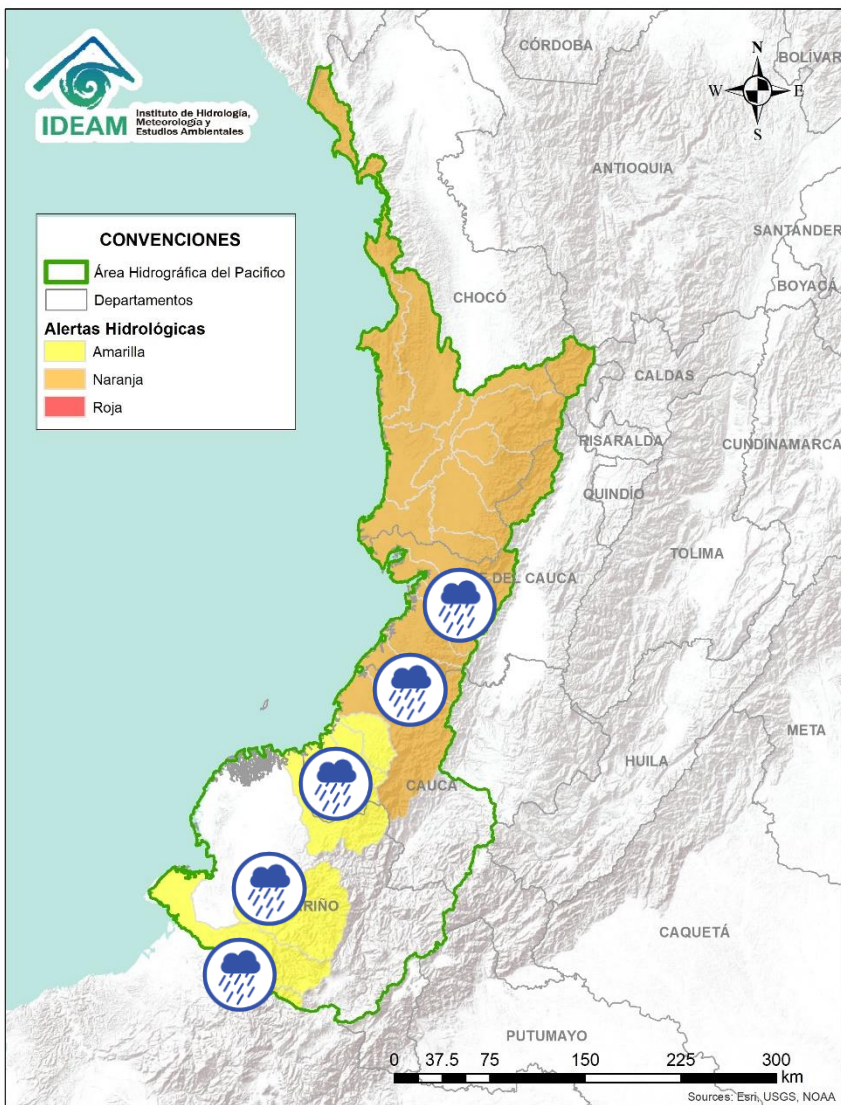 IDEAM
Instituto de Hidrología,
Meteorología y
Estudios Ambientales
CÓRDOBA
BOLÍVAR
N
W
E
S
ANTIOQUIA
SANTANDER
BOYACÁ
CONVENCIONES
Área Hidrográfica del Pacifico
Departamentos
Alertas Hidrológicas
Amarilla
Naranja
Roja
CHOCÓ
CALDAS
RISARALDA
CUNDINAMARCA
QUINDÍO
TOLIMA
E DEL CAUCA
META
HUILA
CAUCA
RIÑO
CAQUETÁ
PUTUMAYO
0 37.5 75 150 225 300
km
Sources: Esri, USGS, NOAA